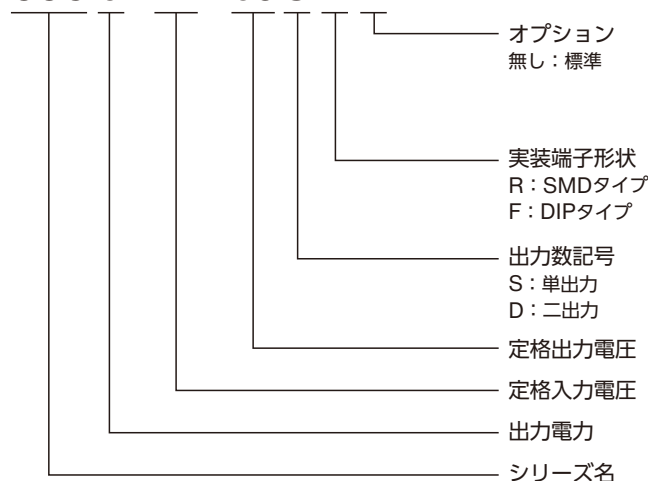 オプション
無し：標準
実装端子形状
R：SMDタイプ
F：DIPタイプ
出力数記号
S：単出力
D：二出力
定格出力電圧
定格入力電圧
出力電力
シリーズ名